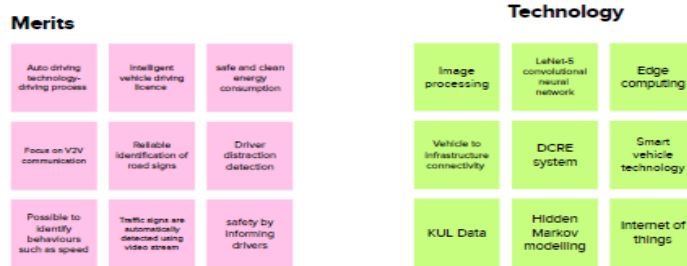 Merits
Auto driving
technology-
driving process
Intelligent
vehicle driving
licence
safe and clean
energy
consumption
Focus on V2V
communication
Reliable
identification of
road signs
Driver
distraction
detection
Possible to
identify
behaviours
such as speed
Traffic signs are
automatically
detected using
video stream
safety by
informing
drivers
Technology
Image
processing
LeNet-5
convolutional
neural
network
Edge
computing
Vehicle to
infrastructure
connectivity
DCRE
system
Smart
vehicle
technology
KUL Data
Hidden
Markov
modelling
Internet of
things